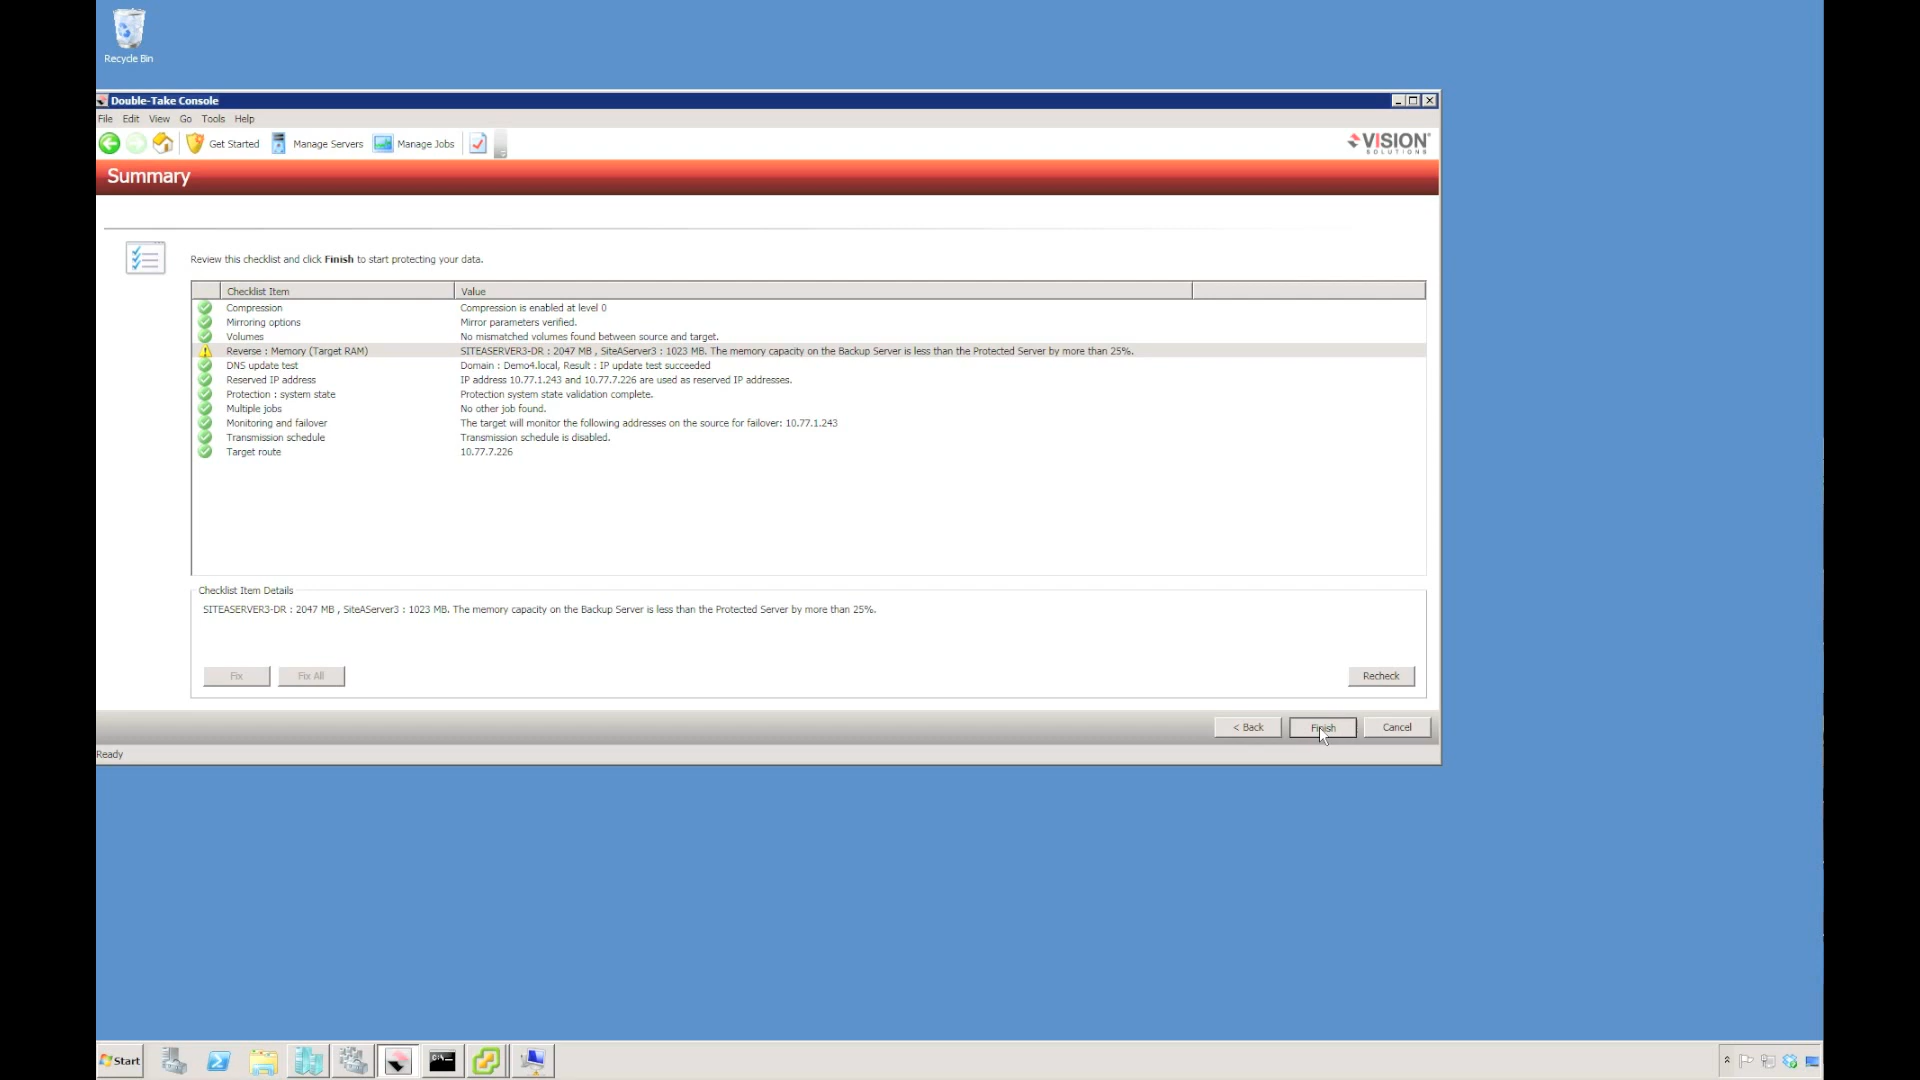 Recycle Bin
Double-Take Console
File Edit View Go Tools Help
Get Started Manage Servers Manage Jobs
VISION
SOLUTIONS
Summary
Review this checklist and click Finish to start protecting your data.
Checklist Item Value
Compression Compression is enabled at level 0
Mirroring options Mirror parameters verified.
Volumes No mismatched volumes found between source and target.
Reverse : Memory (Target RAM) SITEASERVER3-DR : 2047 MB , SiteAServer3 : 1023 MB. The memory capacity on the Backup Server is less than the Protected Server by more than 25%.
DNS update test Domain : Demo4.local, Result : IP update test succeeded
Reserved IP address IP address 10.77.1.243 and 10.77.7.226 are used as reserved IP addresses.
Protection : system state Protection system state validation complete.
Multiple jobs No other job found.
Monitoring and failover The target will monitor the following addresses on the source for failover: 10.77.1.243
Transmission schedule Transmission schedule is disabled.
Target route 10.77.7.226
Checklist Item Details
SITEASERVER3-DR : 2047 MB , SiteAServer3 : 1023 MB. The memory capacity on the Backup Server is less than the Protected Server by more than 25%.
Fix Fix All Recheck
< Back Finish Cancel
Ready
Start